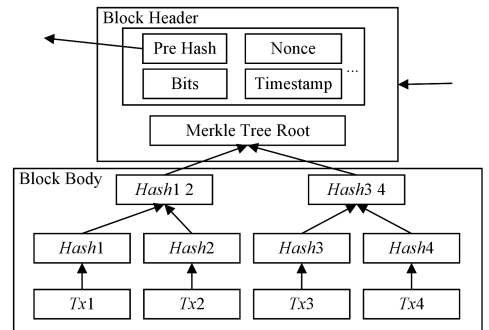 Block Header
Pre Hash Nonce
...
Bits Timestamp
Merkle Tree Root
Block Body
Hash1 2 Hash3 4
Hash1 Hash2 Hash3 Hash4
Tx1 Tx2 Tx3 Tx4